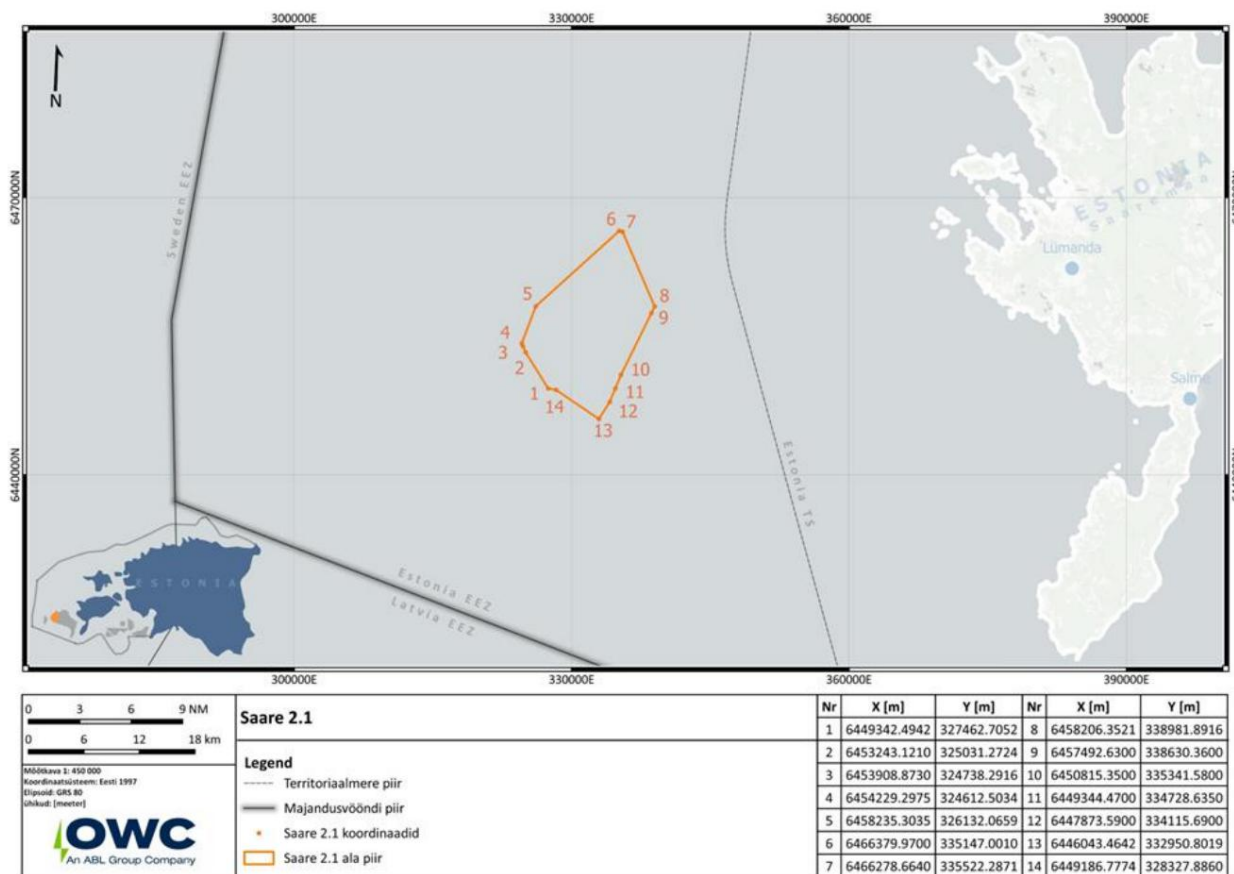 300000E 330000E 360000E 390000E
N
Sweden EEZ
6470000N
6470000N
ESTONIA
Saaremaa
Lümanda
6 7
5
8
9
4
3
2
10
1
11
14
12
13
Salme
Estonia TS
6440000N
6440000N
ESTONIA
Estonia EEZ
Latvia EEZ
300000E 330000E 360000E 390000E
0 3 6 9 NM
0 6 12 18 km
Mõõtkava 1: 450 000
Koordinaatsüsteem: Eesti 1997
Elipsoid: GRS 80
ühikud: [meeter]
OWC
An ABL Group Company
Saare 2.1
Legend
Territoriaalmere piir
Majandusvööndi piir
Saare 2.1 koordinaadid
Saare 2.1 ala piir
Nr X [m] Y [m] Nr X [m] Y [m]
1 6449342.4942 327462.7052 8 6458206.3521 338981.8916
2 6453243.1210 325031.2724 9 6457492.6300 338630.3600
3 6453908.8730 324738.2916 10 6450815.3500 335341.5800
4 6454229.2975 324612.5034 11 6449344.4700 334728.6350
5 6458235.3035 326132.0659 12 6447873.5900 334115.6900
6 6466379.9700 335147.0010 13 6446043.4642 332950.8019
7 6466278.6640 335522.2871 14 6449186.7774 328327.8860